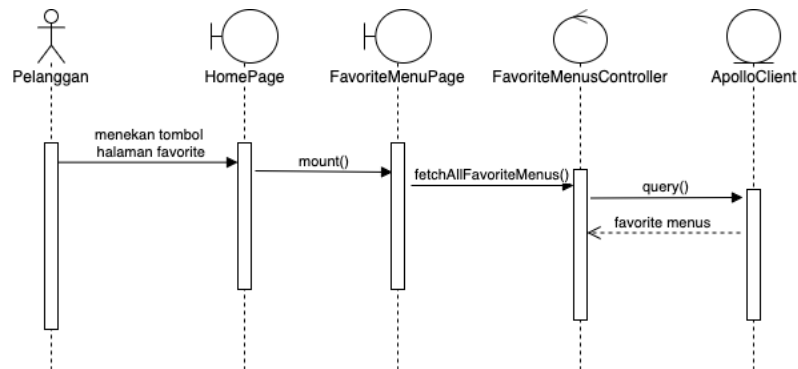 Pelanggan
HomePage
FavoriteMenuPage
FavoriteMenusController
ApolloClient
menekan tombol
halaman favorite
mount()
fetchAllFavoriteMenus()
query()
favorite menus